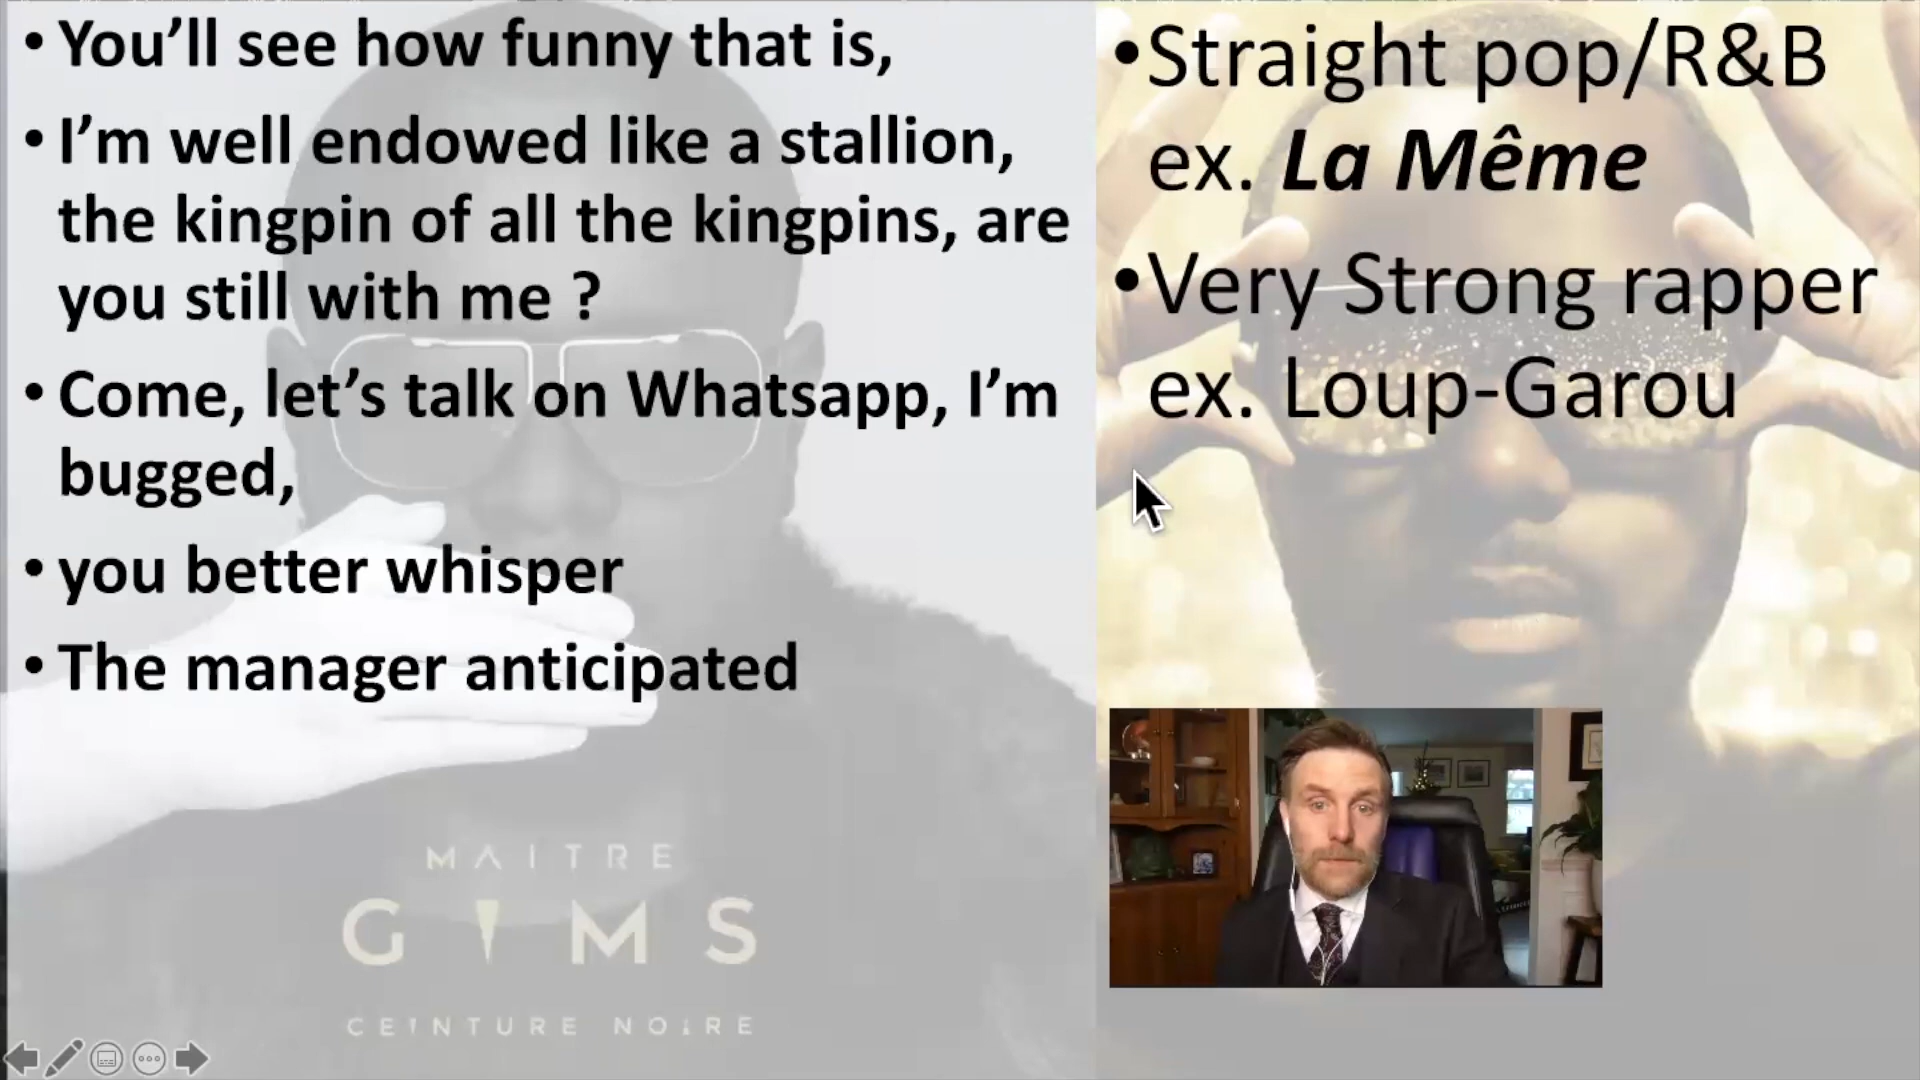 • You’ll see how funny that is,
• I’m well endowed like a stallion,
the kingpin of all the kingpins, are
you still with me ?
• Come, let’s talk on Whatsapp, I’m
bugged,
• you better whisper
• The manager anticipated
MAITRE
GIMS
CEINTURE NOIRE
• Straight pop/R&B
ex. La Même
• Very Strong rapper
ex. Loup-Garou